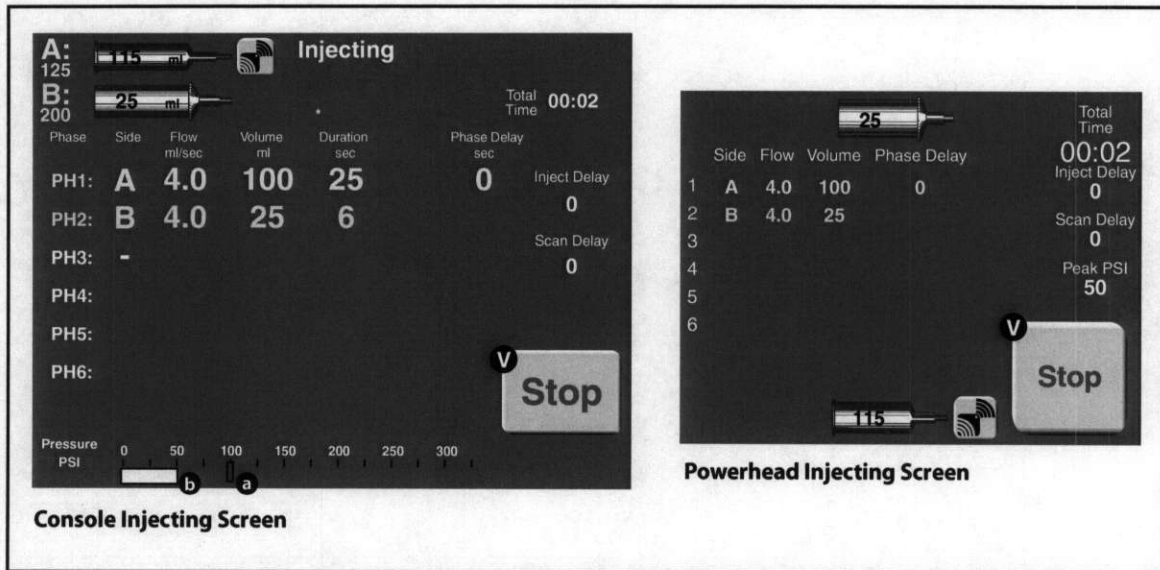 A: 115 ml Injecting
125
B: 25 ml
200
Total Time 00:02
Phase Side Flow ml/sec Volume ml Duration sec Phase Delay sec
PH1: A 4.0 100 25 0
PH2: B 4.0 25 6
PH3: -
PH4:
PH5:
PH6:
Inject Delay
0
Scan Delay
0
V
Stop
Pressure PSI 0 50 100 150 200 250 300
b a
Console Injecting Screen
25
Total
Time
00:02
Side Flow Volume Phase Delay
1 A 4.0 100 0
2 B 4.0 25
3
4
5
6
Inject Delay
0
Scan Delay
0
Peak PSI
50
V
Stop
115
Powerhead Injecting Screen